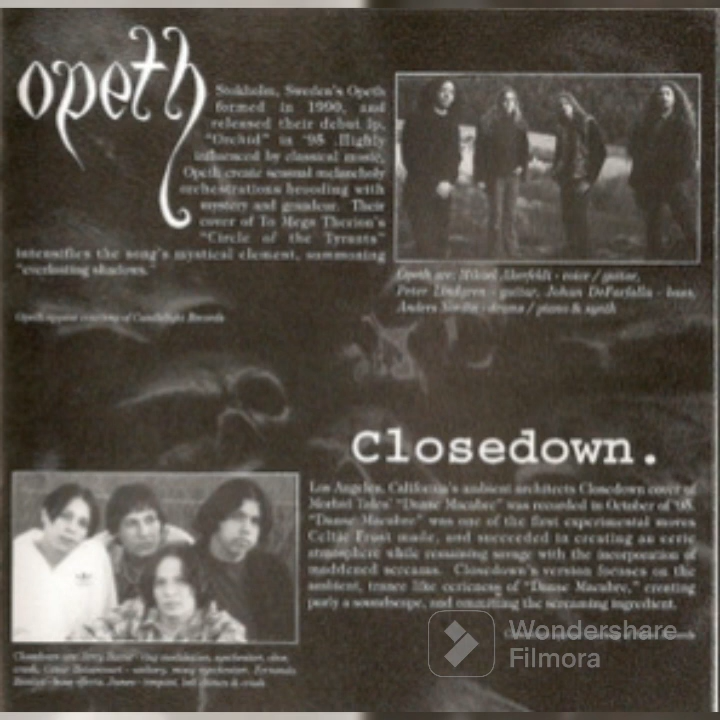 opeth
Stokholm, Sweden's Opeth
formed in 1990, and
released their debut lp,
"Orchid" in '95. Highly
influenced by classical music,
Opeth create sensual melancholy
orchestrations brooding with
mystery and grandeur. Their
cover of To Mega Therion's
"Circle of the Tyrants"
intensifies the song's mystical element, summoning
"everlasting shadows."
Opeth are: Mikael Akerfeldt - voice / guitar,
Peter Lindgren - guitar, Johan DeFarfalla - bass,
Anders Nordin - drums / piano & synth
Opeth appear courtesy of Candlelight Records
Closedown.
Los Angeles, California's ambient architects Closedown cover of
Morbid Tales' "Danse Macabre" was recorded in October of '95.
"Danse Macabre" was one of the first experimental moves
Celtic Frost made, and succeeded in creating an eerie
atmosphere while remaining savage with the incorporation of
maddened screams. Closedown's version focuses on the
ambient, trance like eerieness of "Danse Macabre," creating
purly a soundscape, and omitting the screaming ingredient.
Closedown are:
Wondershare
Filmora